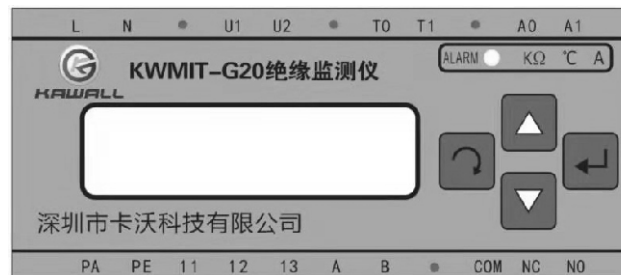 L N U1 U2 T0 T1 A0 A1
KAWALL
KWMIT-G20绝缘监测仪
ALARM KΩ ℃ A
深圳市卡沃科技有限公司
PA PE 11 12 13 A B COM NC NO